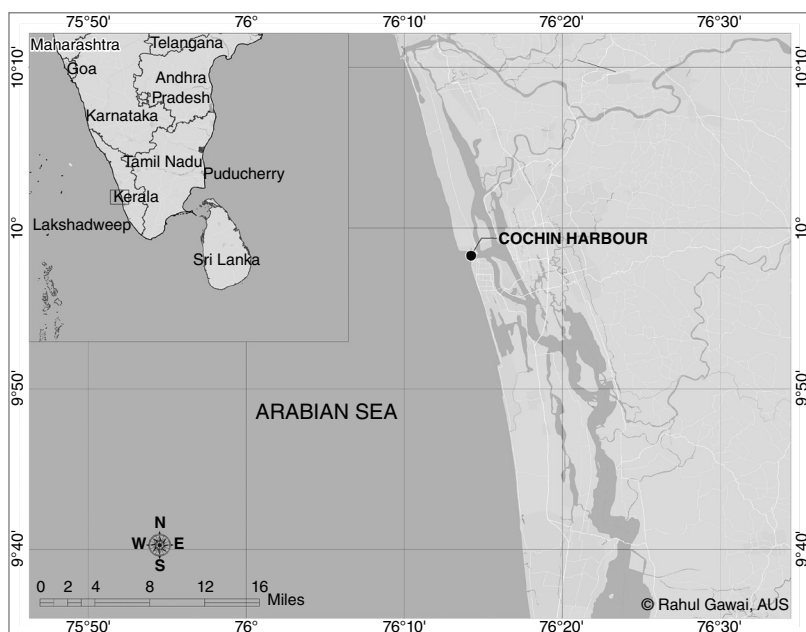 75°50' 76° 76°10' 76°20' 76°30'
10°10'
10°
9°50'
9°40'
Maharashtra
Telangana
Goa
Andhra
Pradesh
Karnataka
Tamil Nadu
Puducherry
Kerala
Lakshadweep
Sri Lanka
COCHIN HARBOUR
ARABIAN SEA
10°10'
10°
9°50'
9°40'
N
W E
S
0 2 4 8 12 16
Miles
© Rahul Gawai, AUS
75°50' 76° 76°10' 76°20' 76°30'